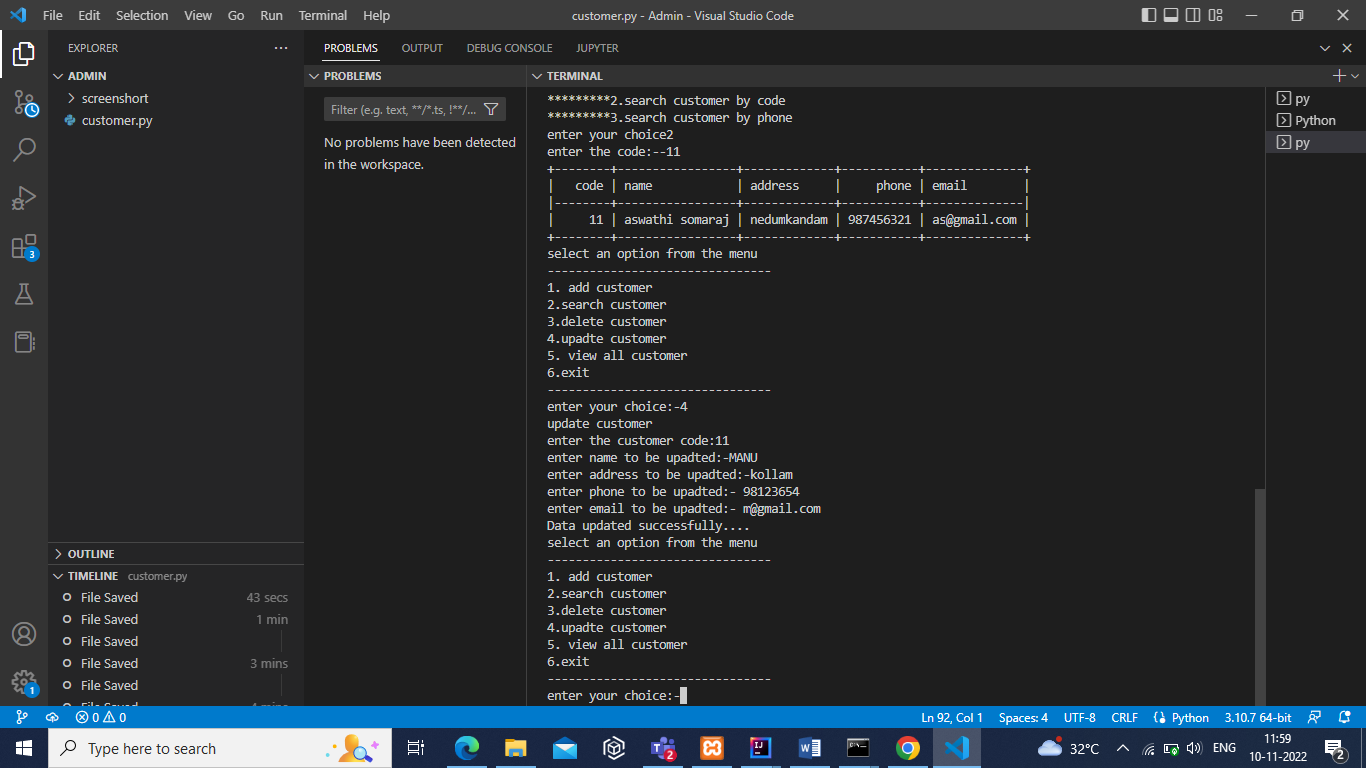 File Edit Selection View Go Run Terminal Help customer.py - Admin - Visual Studio Code
EXPLORER
ADMIN
screenshort
customer.py
OUTLINE
TIMELINE customer.py
File Saved 43 secs
File Saved 1 min
File Saved
File Saved 3 mins
File Saved
PROBLEMS OUTPUT DEBUG CONSOLE JUPYTER
PROBLEMS
Filter (e.g. text, **/*.ts, !**/...
No problems have been detected
in the workspace.
TERMINAL
*********2.search customer by code
*********3.search customer by phone
enter your choice2
enter the code:--11
+--------+-----------------+-------------+-----------+--------------+
|   code | name            | address     |     phone | email        |
|--------+-----------------+-------------+-----------+--------------|
|     11 | aswathi somaraj | nedumkandam | 987456321 | as@gmail.com |
+--------+-----------------+-------------+-----------+--------------+
select an option from the menu
--------------------------------
1. add customer
2.search customer
3.delete customer
4.upadte customer
5. view all customer
6.exit
--------------------------------
enter your choice:-4
update customer
enter the customer code:11
enter name to be upadted:-MANU
enter address to be upadted:-kollam
enter phone to be upadted:- 98123654
enter email to be upadted:- m@gmail.com
Data updated successfully....
select an option from the menu
--------------------------------
1. add customer
2.search customer
3.delete customer
4.upadte customer
5. view all customer
6.exit
--------------------------------
enter your choice:-
py
Python
py
3
1
0 0 Ln 92, Col 1 Spaces: 4 UTF-8 CRLF Python 3.10.7 64-bit
Type here to search 2 32°C ENG 11:59
10-11-2022 2